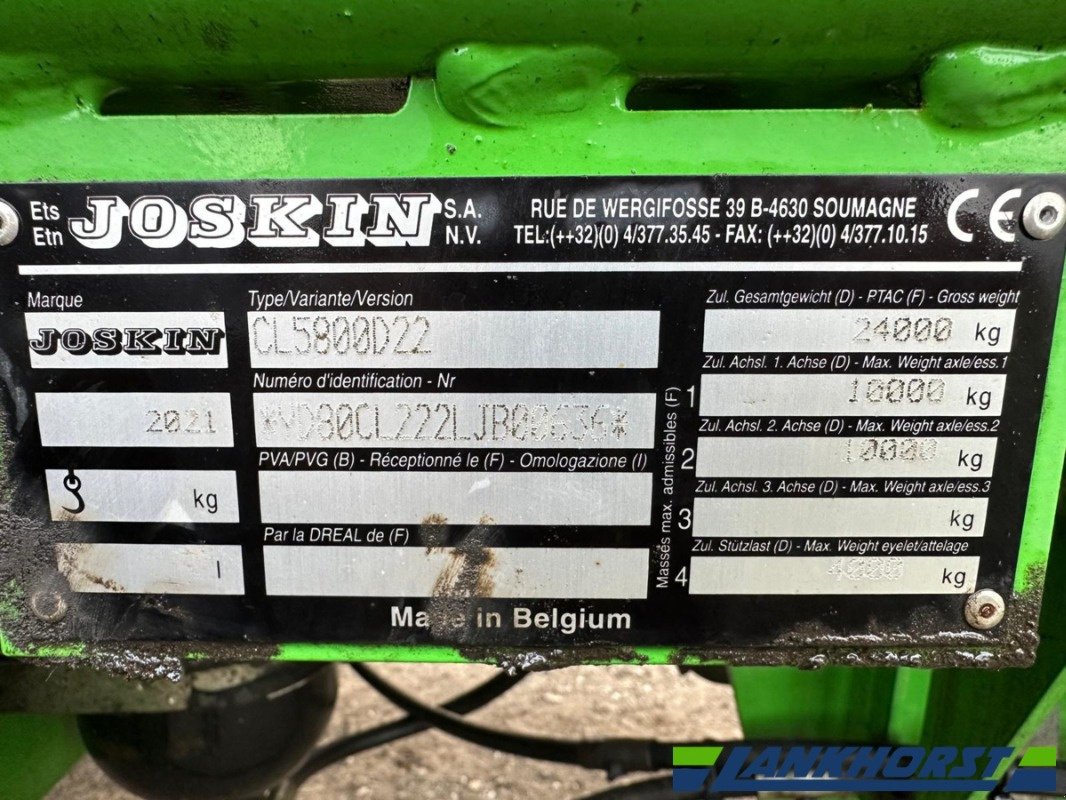 Ets JOSKIN S.A.
Etn N.V.
RUE DE WERGIFOSSE 39 B-4630 SOUMAGNE
TEL:(++32)(0) 4/377.35.45 - FAX: (++32)(0) 4/377.10.15
CE
Marque
JOSKIN
2021
kg
l
Type/Variante/Version
CL5800D22
Numéro d'identification - Nr
*YD80CL222LJB00636*
PVA/PVG (B) - Réceptionné le (F) - Omologazione (I)
Par la DREAL de (F)
Masses max. admissibles (F)
Zul. Gesamtgewicht (D) - PTAC (F) - Gross weight
24000 kg
Zul. Achsl. 1. Achse (D) - Max. Weight axle/ess.1
1 10000 kg
Zul. Achsl. 2. Achse (D) - Max. Weight axle/ess.2
2 10000 kg
Zul. Achsl. 3. Achse (D) - Max. Weight axle/ess.3
3 kg
Zul. Stützlast (D) - Max. Weight eyelet/attelage
4 4000 kg
Made in Belgium
LANKHORST